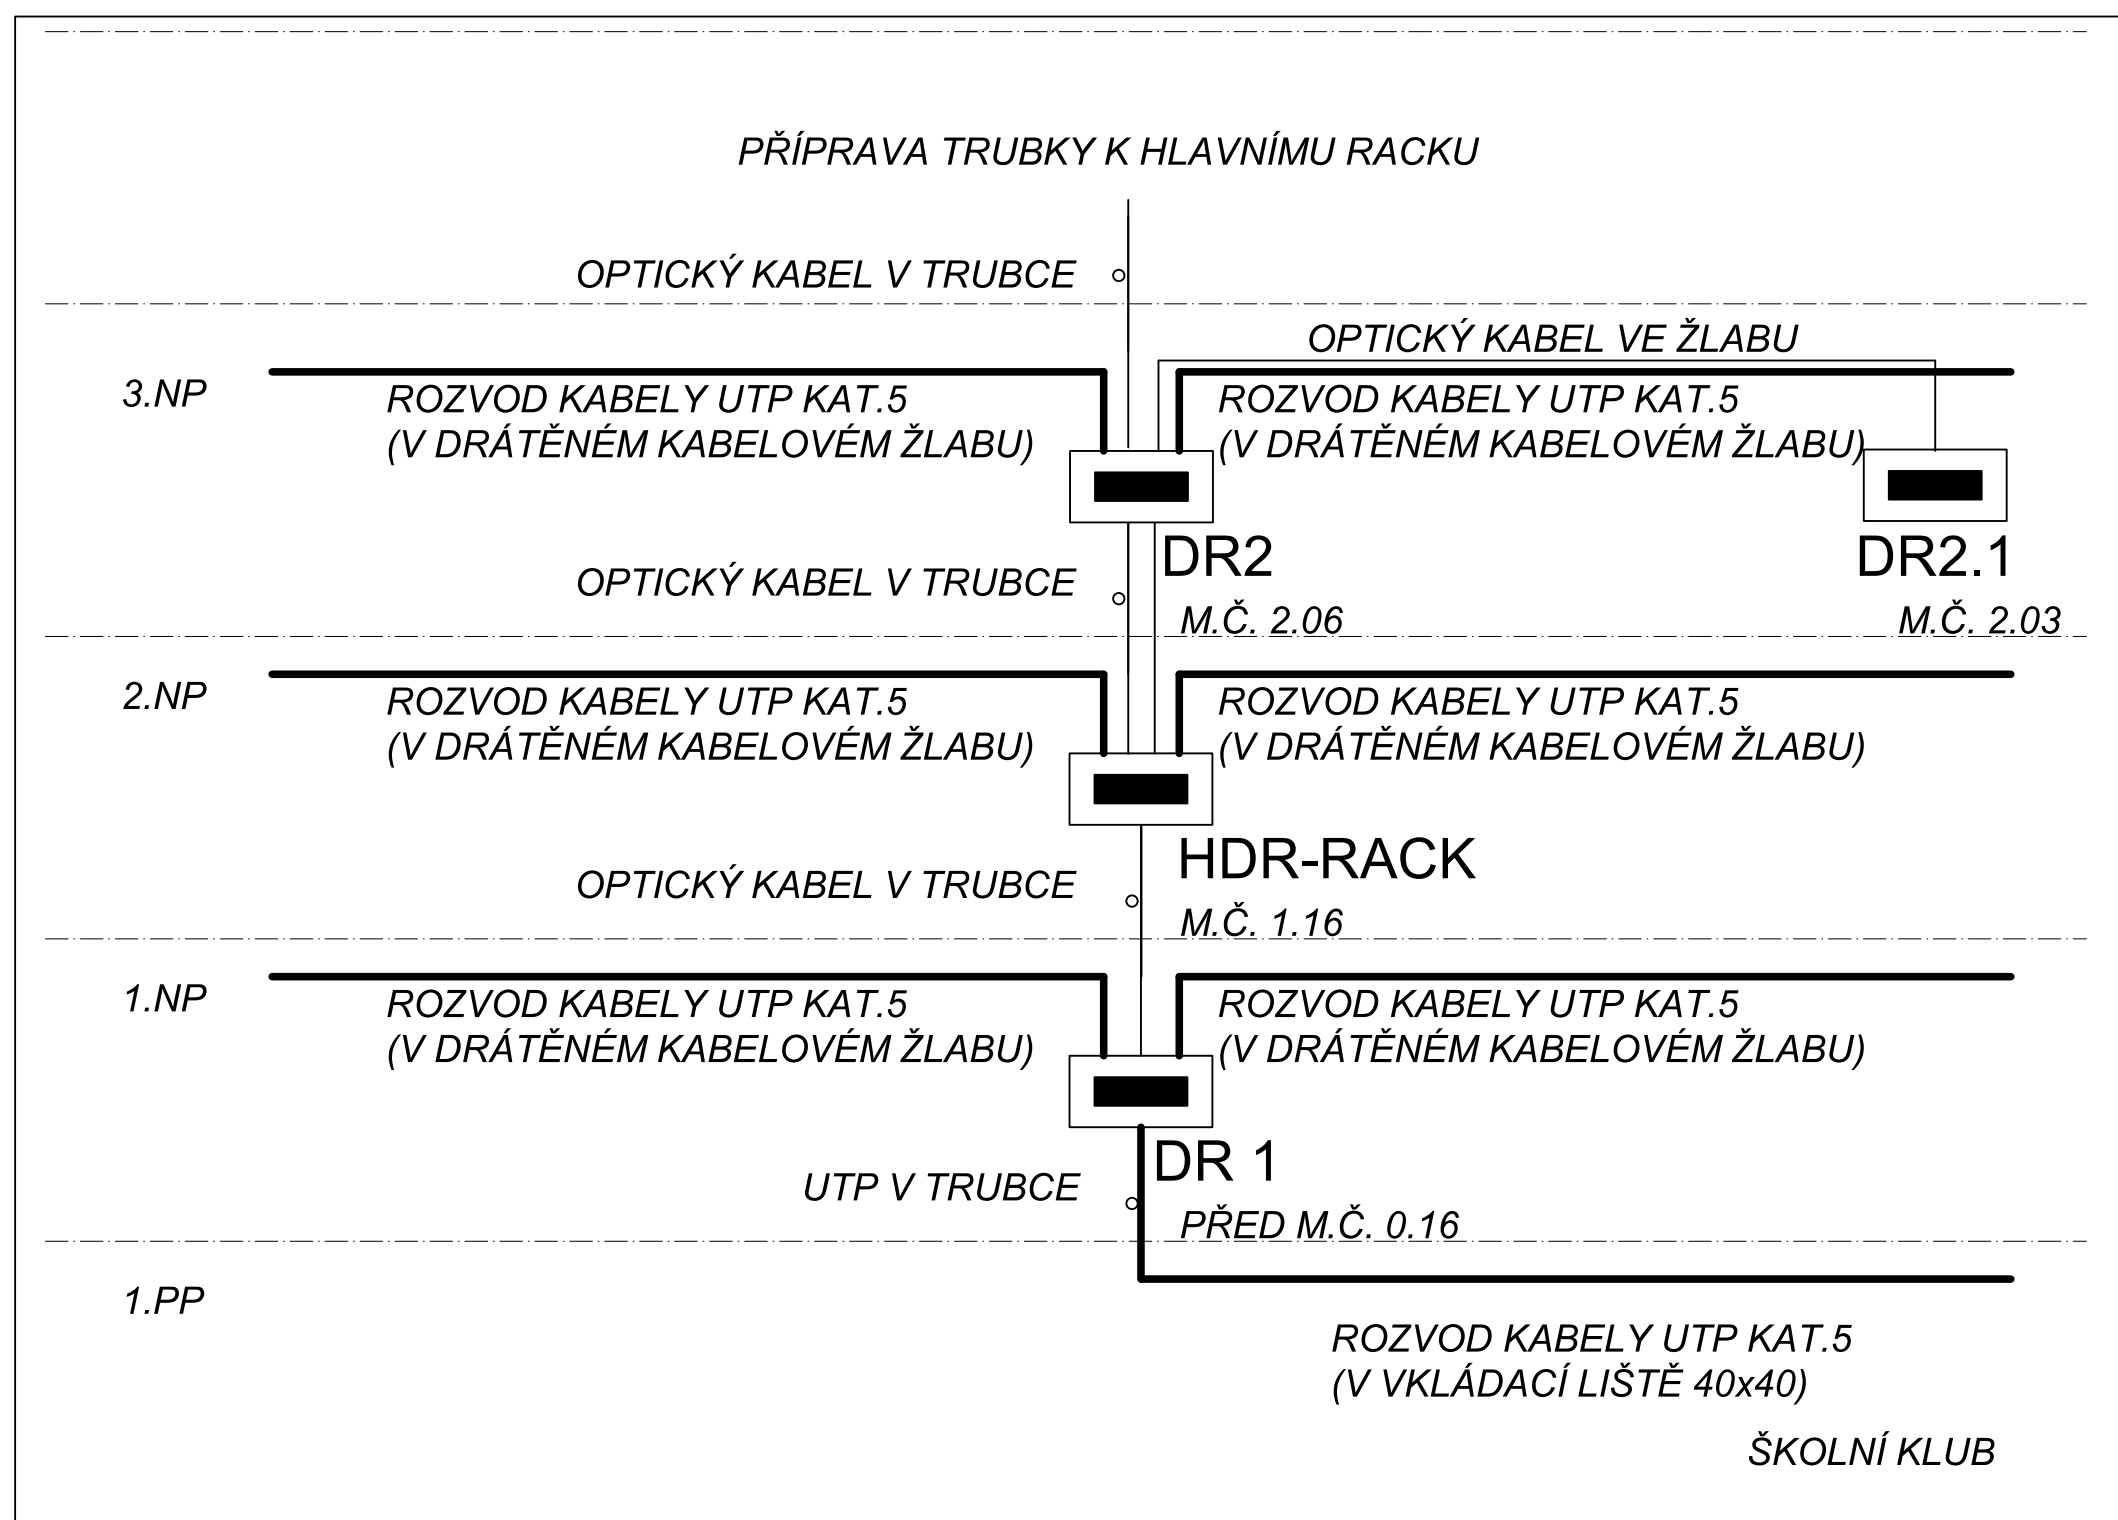 PŘÍPRAVA TRUBKY K HLAVNÍMU RACKU
OPTICKÝ KABEL V TRUBCE
OPTICKÝ KABEL VE ŽLABU
3.NP
ROZVOD KABELY UTP KAT.5
(V DRÁTĚNÉM KABELOVÉM ŽLABU)
ROZVOD KABELY UTP KAT.5
(V DRÁTĚNÉM KABELOVÉM ŽLABU)
DR2
DR2.1
OPTICKÝ KABEL V TRUBCE
M.Č. 2.06
M.Č. 2.03
2.NP
ROZVOD KABELY UTP KAT.5
(V DRÁTĚNÉM KABELOVÉM ŽLABU)
ROZVOD KABELY UTP KAT.5
(V DRÁTĚNÉM KABELOVÉM ŽLABU)
HDR-RACK
OPTICKÝ KABEL V TRUBCE
M.Č. 1.16
1.NP
ROZVOD KABELY UTP KAT.5
(V DRÁTĚNÉM KABELOVÉM ŽLABU)
ROZVOD KABELY UTP KAT.5
(V DRÁTĚNÉM KABELOVÉM ŽLABU)
DR 1
UTP V TRUBCE
PŘED M.Č. 0.16
1.PP
ROZVOD KABELY UTP KAT.5
(V VKLÁDACÍ LIŠTĚ 40x40)
ŠKOLNÍ KLUB